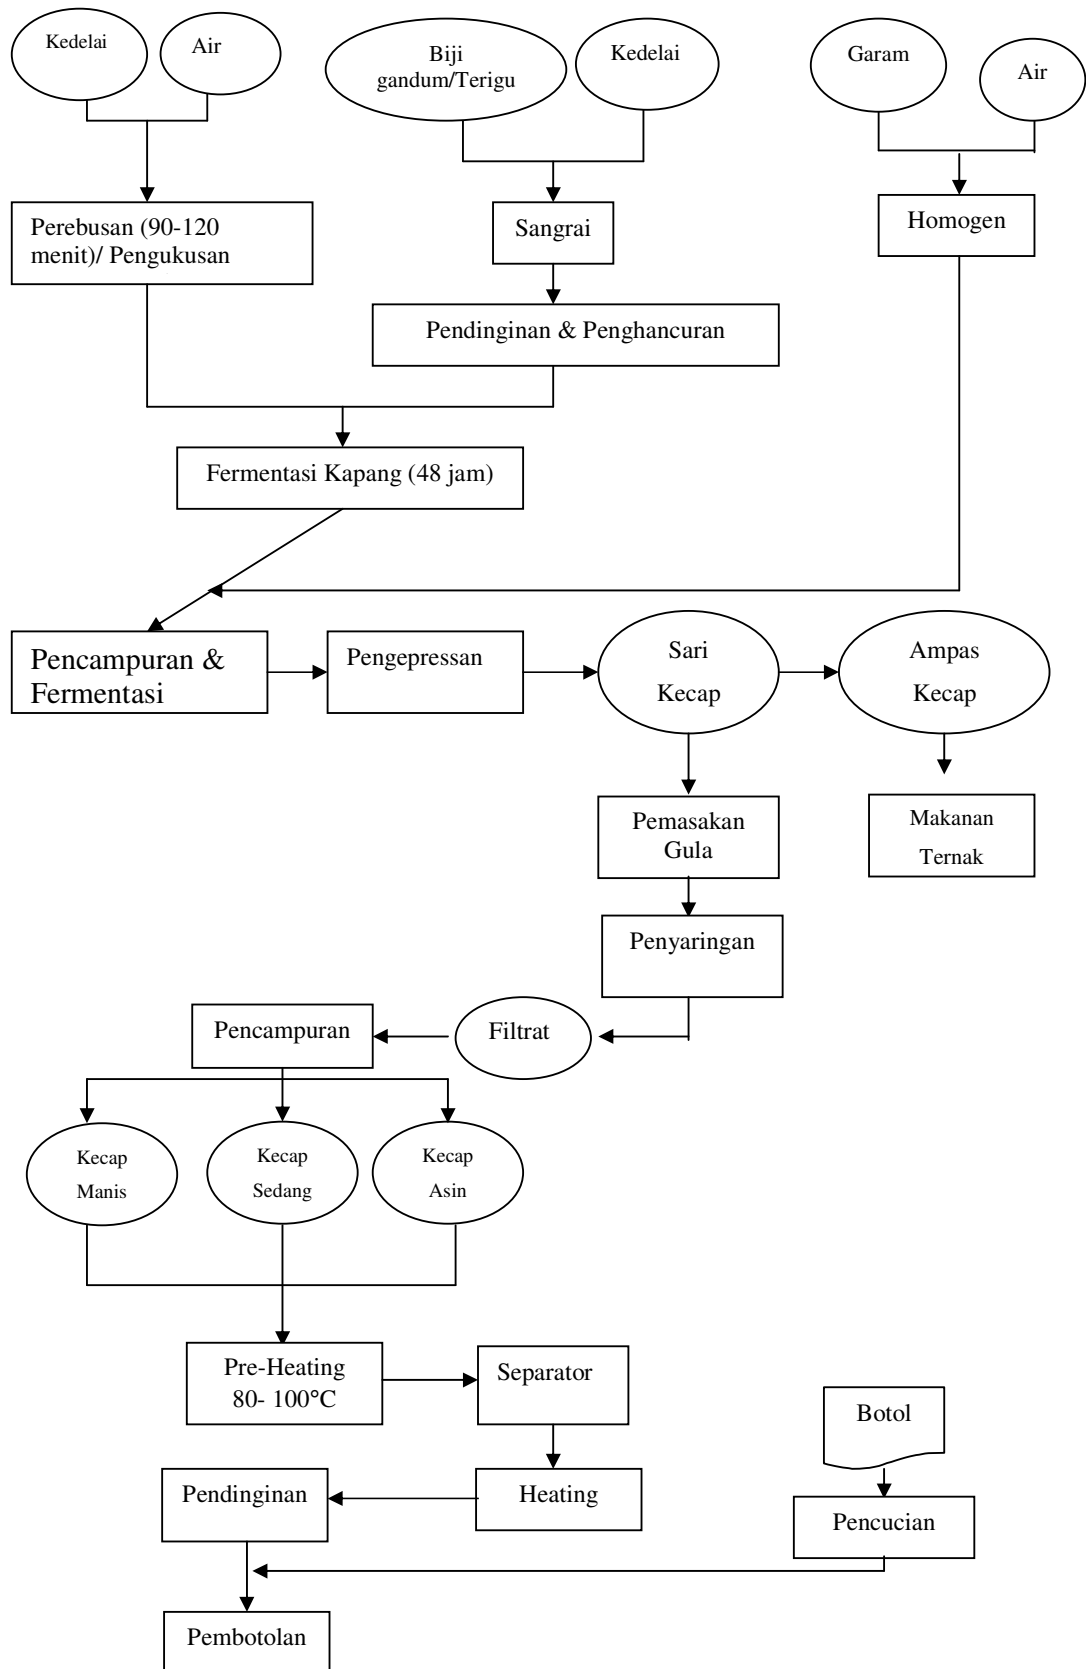 Kedelai
Air
Biji
gandum/Terigu
Kedelai
Garam
Air
Perebusan (90-120
menit)/ Pengukusan
Sangrai
Homogen
Pendinginan & Penghancuran
Fermentasi Kapang (48 jam)
Pencampuran &
Fermentasi
Pengepressan
Sari
Kecap
Ampas
Kecap
Pemasakan
Gula
Makanan
Ternak
Penyaringan
Filtrat
Pencampuran
Kecap
Manis
Kecap
Sedang
Kecap
Asin
Pre-Heating
80- 100°C
Separator
Botol
Pendinginan
Heating
Pencucian
Pembotolan